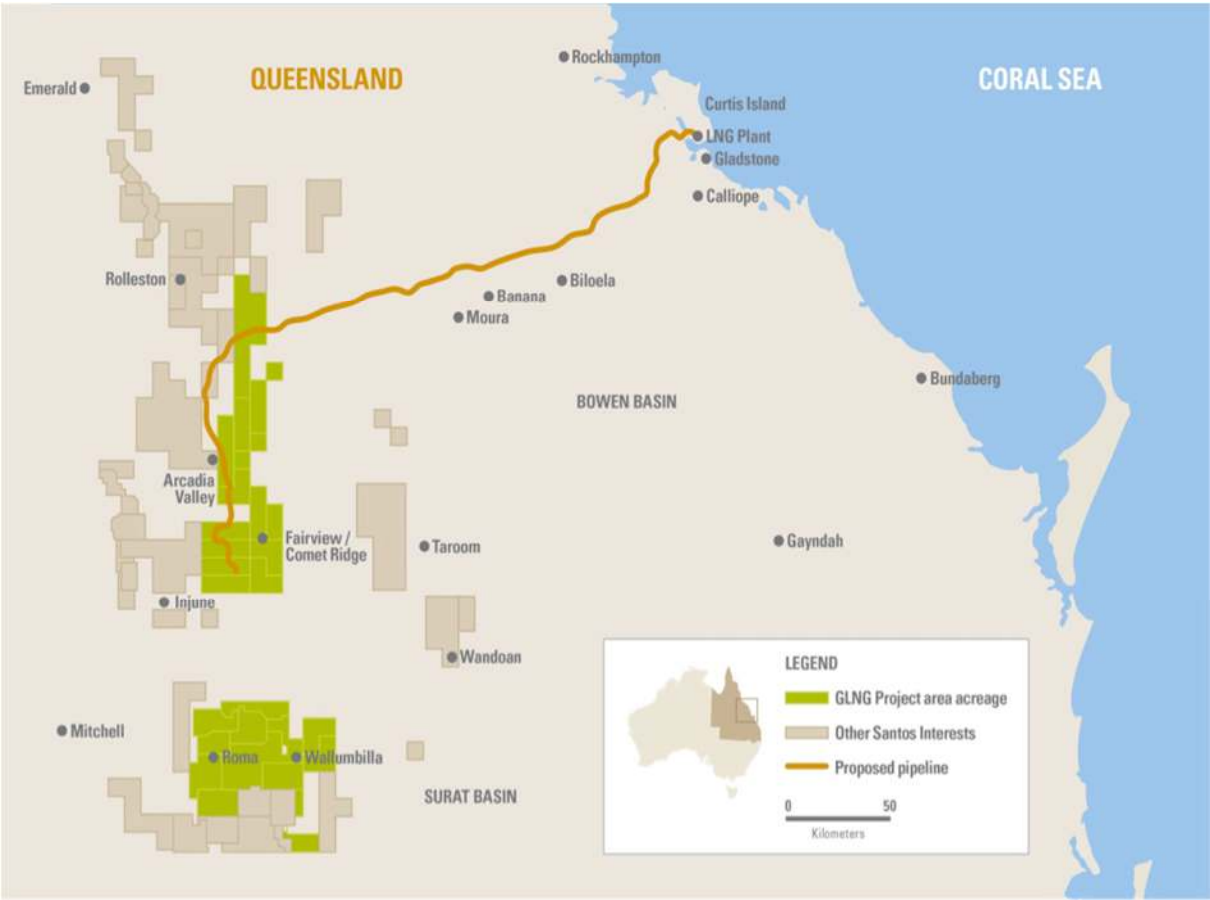 Rockhampton
QUEENSLAND
CORAL SEA
Emerald
Curtis Island
LNG Plant
Gladstone
Calliope
Rolleston
Biloela
Banana
Moura
Bundaberg
BOWEN BASIN
Arcadia
Valley
Fairview /
Comet Ridge
Taroom
Gayndah
Injune
Wandoan
LEGEND
GLNG Project area acreage
Other Santos Interests
Proposed pipeline
0 50
Kilometers
Mitchell
Roma
Wallumbilla
SURAT BASIN